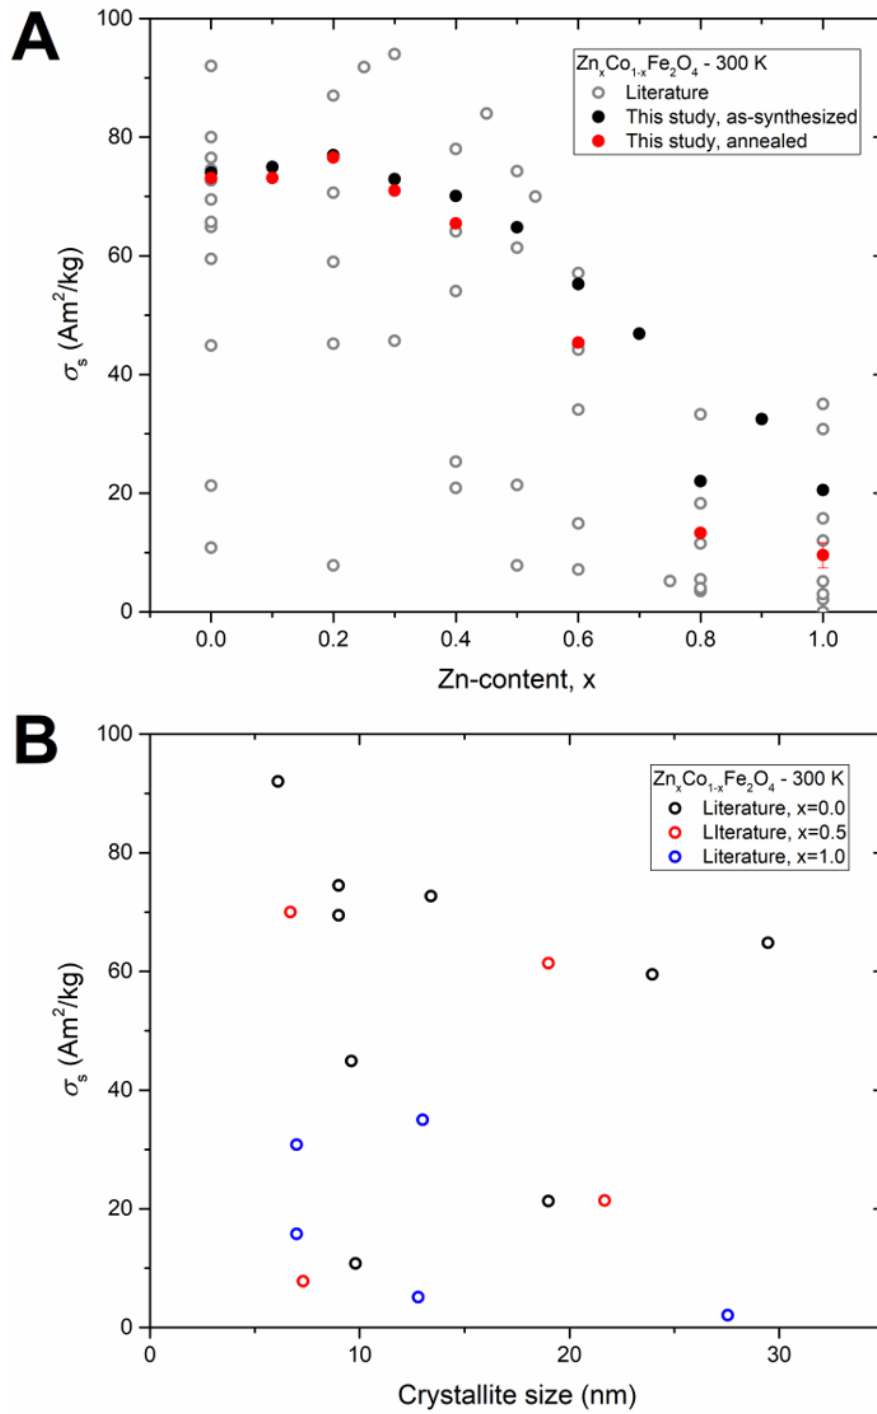 A
100
80
60
40
20
0
σs (Am²/kg)
ZnxCo1-xFe2O4 - 300 K
Literature
This study, as-synthesized
This study, annealed
0.0 0.2 0.4 0.6 0.8 1.0
Zn-content, x
B
100
80
60
40
20
0
σs (Am²/kg)
ZnxCo1-xFe2O4 - 300 K
Literature, x=0.0
LIterature, x=0.5
Literature, x=1.0
0 10 20 30
Crystallite size (nm)